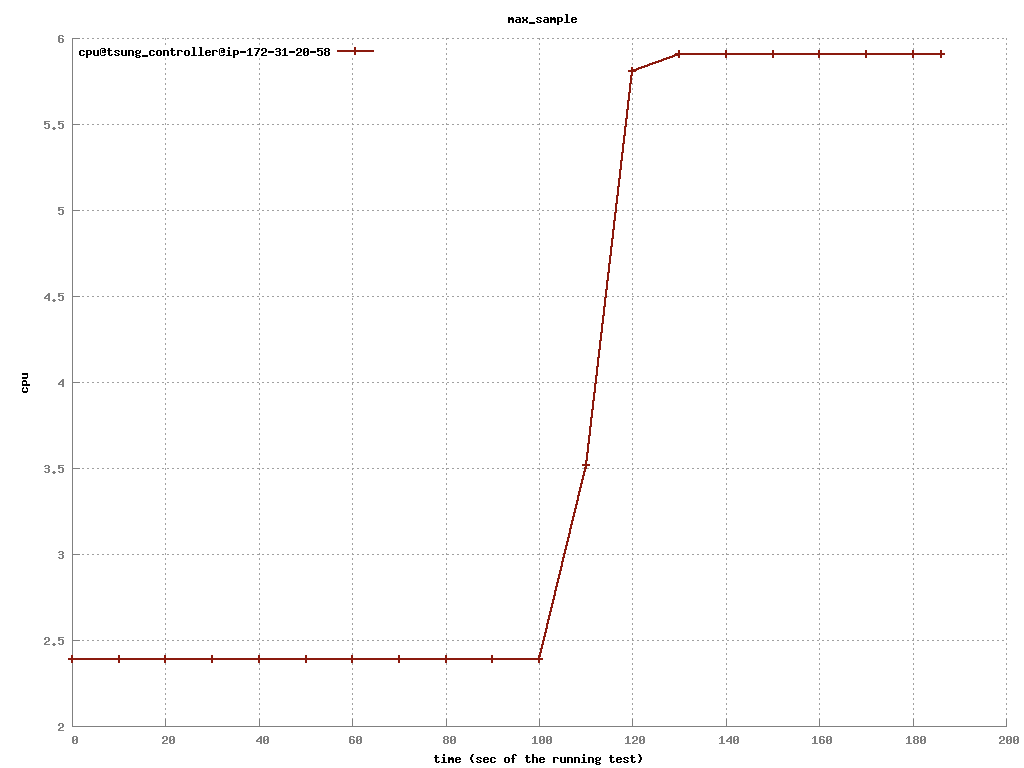 max_sample
cpu@tsung_controller@ip-172-31-20-58
6
5.5
5
4.5
4
3.5
3
2.5
2
cpu
0 20 40 60 80 100 120 140 160 180 200
time (sec of the running test)